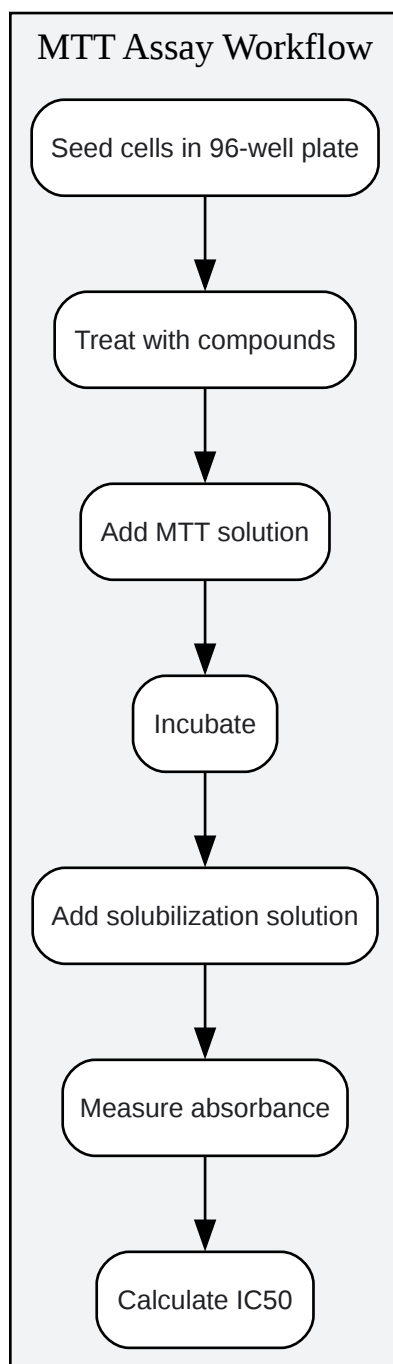 MTT Assay Workflow
Seed cells in 96-well plate
Treat with compounds
Add MTT solution
Incubate
Add solubilization solution
Measure absorbance
Calculate IC50